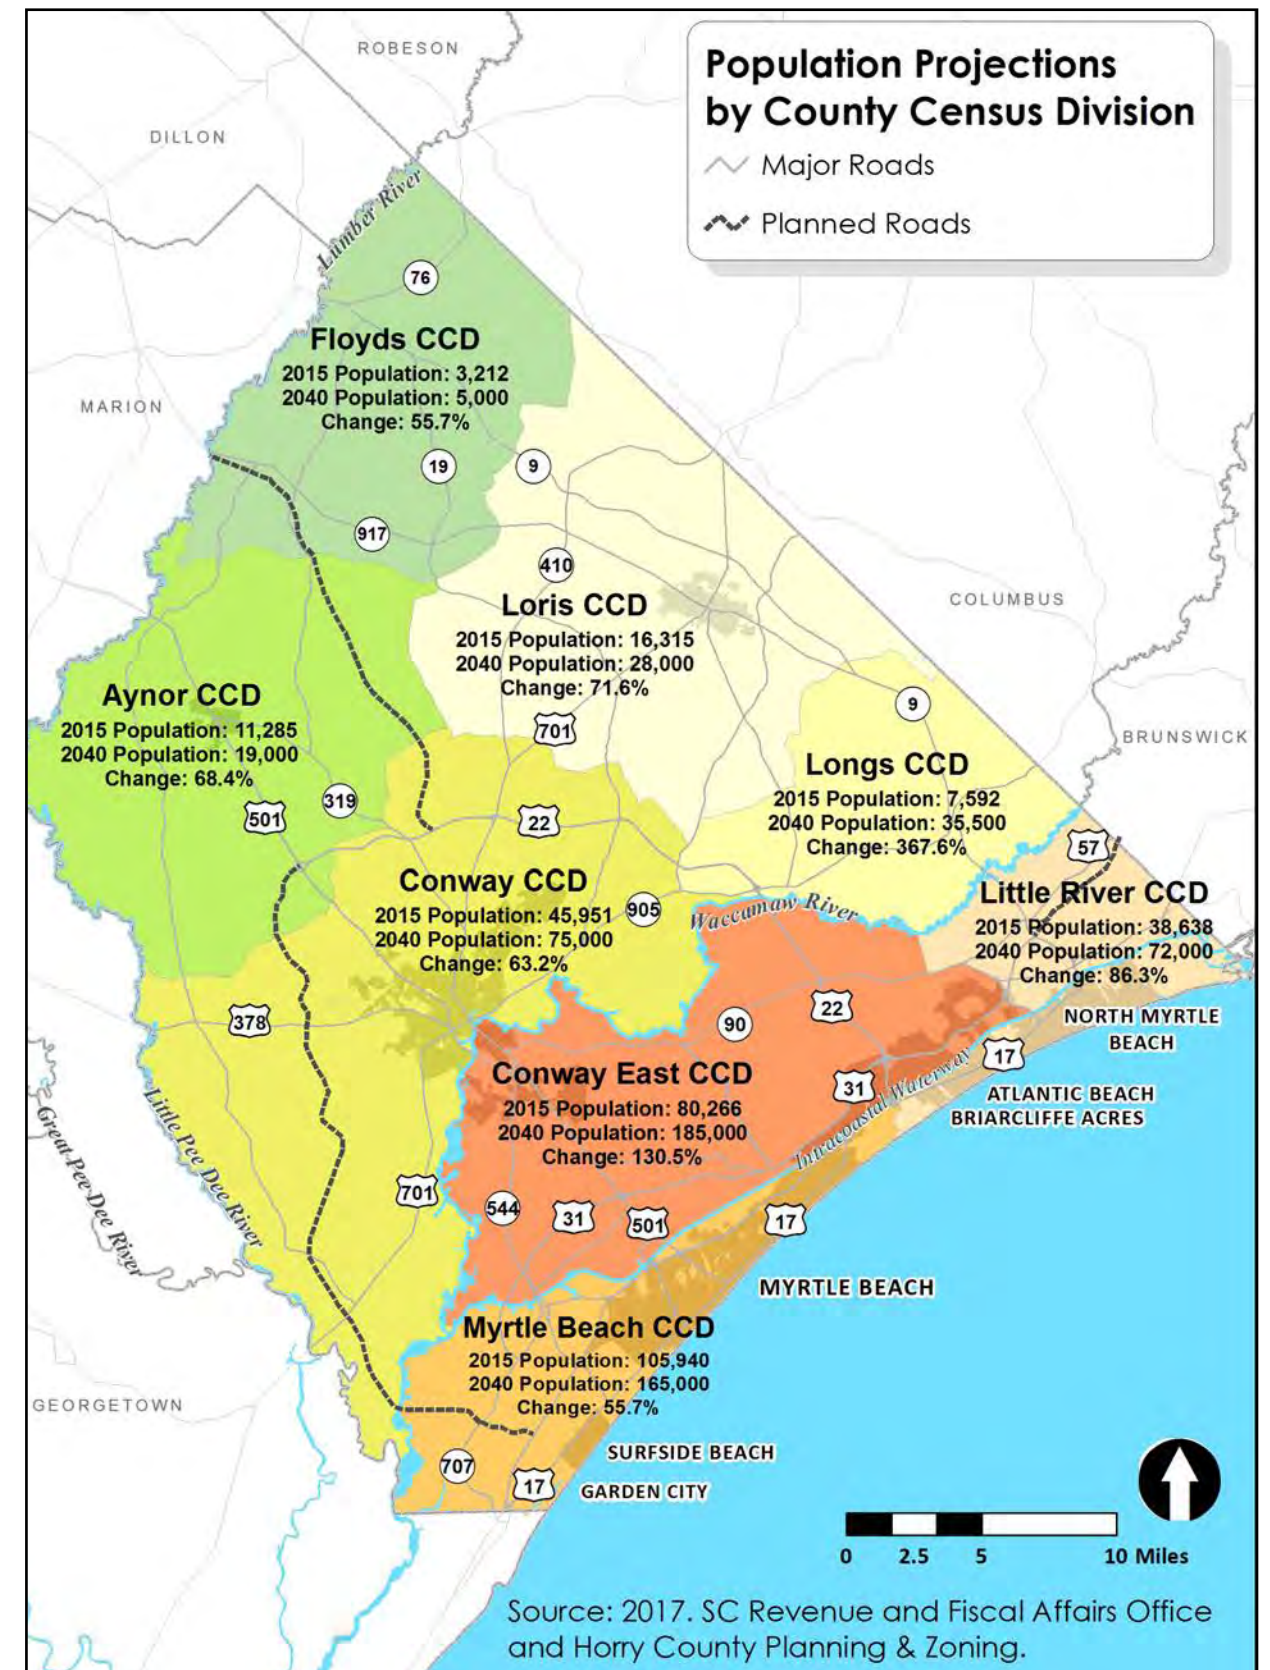 ROBESON
Population Projections
by County Census Division
Major Roads
Planned Roads
DILLON
Lumber River
76
Floyds CCD
2015 Population: 3,212
2040 Population: 5,000
Change: 55.7%
MARION
19
9
917
410
COLUMBUS
Loris CCD
2015 Population: 16,315
2040 Population: 28,000
Change: 71.6%
701
Aynor CCD
2015 Population: 11,285
2040 Population: 19,000
Change: 68.4%
319
501
9
BRUNSWICK
Longs CCD
2015 Population: 7,592
2040 Population: 35,500
Change: 367.6%
22
57
Conway CCD
2015 Population: 45,951
2040 Population: 75,000
Change: 63.2%
905
Waccamaw River
Little River CCD
2015 Population: 38,638
2040 Population: 72,000
Change: 86.3%
378
90
22
NORTH MYRTLE
BEACH
17
31
Intracoastal Waterway
ATLANTIC BEACH
BRIARCLIFFE ACRES
Conway East CCD
2015 Population: 80,266
2040 Population: 185,000
Change: 130.5%
Great Pee Dee River
Little Pee Dee River
701
544
31
501
17
MYRTLE BEACH
Myrtle Beach CCD
2015 Population: 105,940
2040 Population: 165,000
Change: 55.7%
GEORGETOWN
707
17
SURFSIDE BEACH
GARDEN CITY
0 2.5 5 10 Miles
Source: 2017. SC Revenue and Fiscal Affairs Office
and Horry County Planning & Zoning.